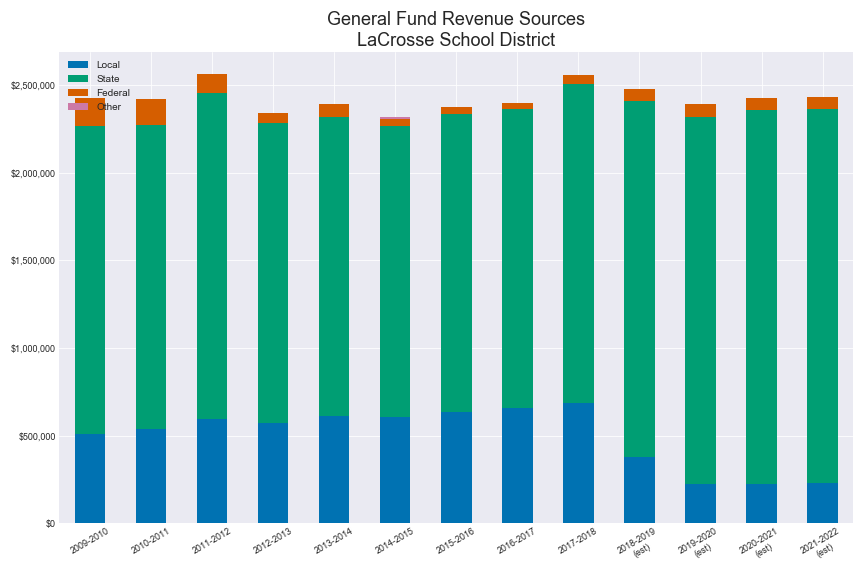 General Fund Revenue Sources
LaCrosse School District
Local
State
Federal
Other
$2,500,000
$2,000,000
$1,500,000
$1,000,000
$500,000
$0
2009-2010
2010-2011
2011-2012
2012-2013
2013-2014
2014-2015
2015-2016
2016-2017
2017-2018
2018-2019
(est)
2019-2020
(est)
2020-2021
(est)
2021-2022
(est)